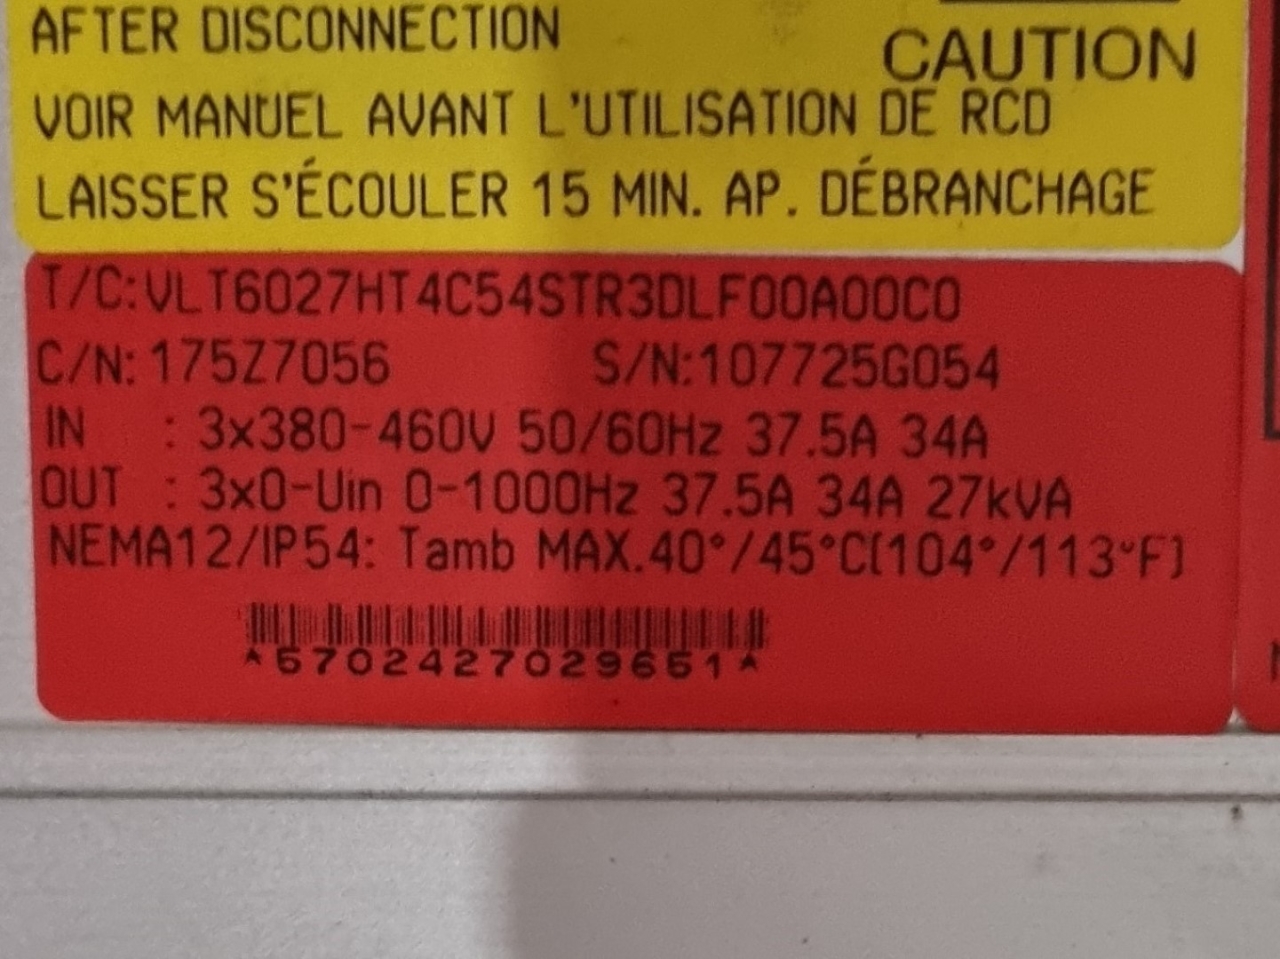 AFTER DISCONNECTION
CAUTION
VOIR MANUEL AVANT L'UTILISATION DE RCD
LAISSER S'ÉCOULER 15 MIN. AP. DÉBRANCHAGE
T/C:VLT6027HT4C54STR3DLF00A00C0
C/N: 175Z7056 S/N:107725G054
IN : 3x380-460V 50/60Hz 37.5A 34A
OUT : 3x0-Uin 0-1000Hz 37.5A 34A 27kVA
NEMA12/IP54: Tamb MAX.40°/45°C(104°/113°F)
*5702427029651*